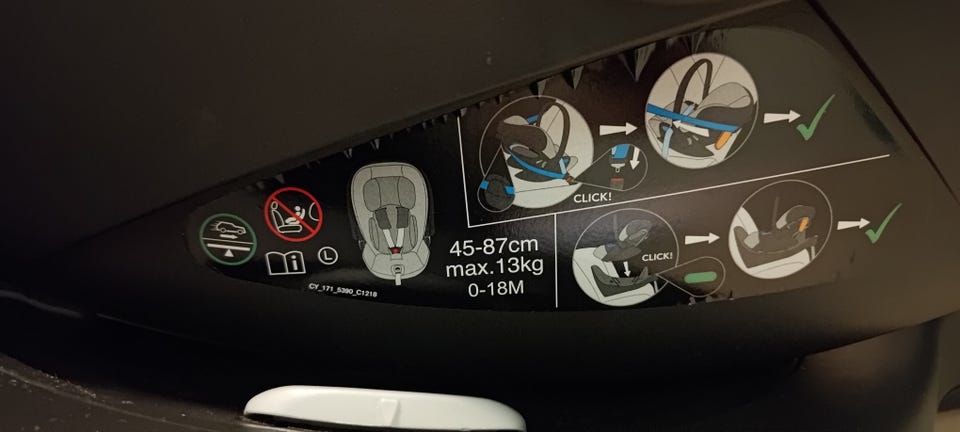 CLICK!
CLICK!
45-87cm
max.13kg
0-18M
L
CY_171_5390_C1218